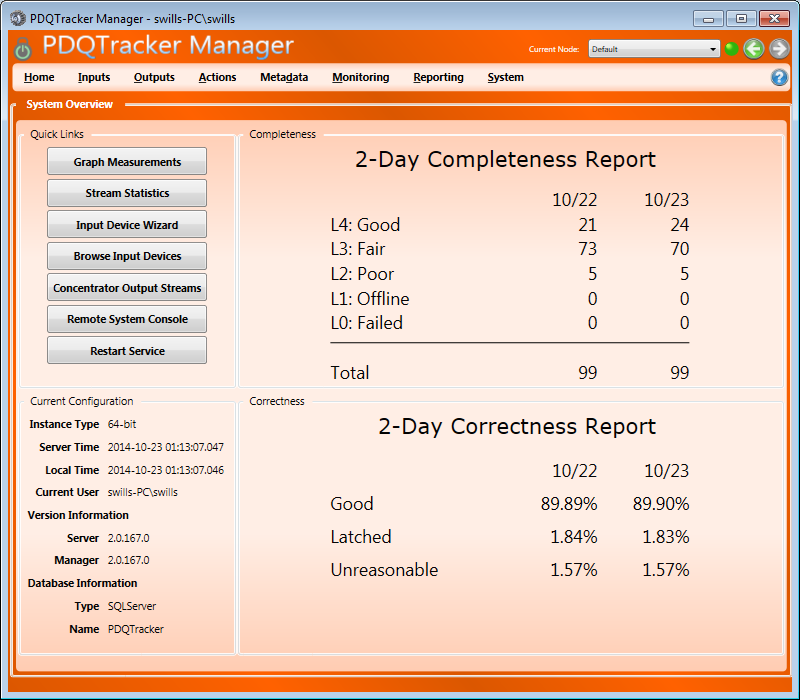 PDQTracker Manager - swills-PC\swills
PDQTracker Manager
Current Node: Default
Home Inputs Outputs Actions Metadata Monitoring Reporting System
System Overview
Quick Links
Graph Measurements
Stream Statistics
Input Device Wizard
Browse Input Devices
Concentrator Output Streams
Remote System Console
Restart Service
Completeness
2-Day Completeness Report
10/22 10/23
L4: Good 21 24
L3: Fair 73 70
L2: Poor 5 5
L1: Offline 0 0
L0: Failed 0 0
Total 99 99
Current Configuration
Instance Type 64-bit
Server Time 2014-10-23 01:13:07.047
Local Time 2014-10-23 01:13:07.046
Current User swills-PC\swills
Version Information
Server 2.0.167.0
Manager 2.0.167.0
Database Information
Type SQLServer
Name PDQTracker
Correctness
2-Day Correctness Report
10/22 10/23
Good 89.89% 89.90%
Latched 1.84% 1.83%
Unreasonable 1.57% 1.57%